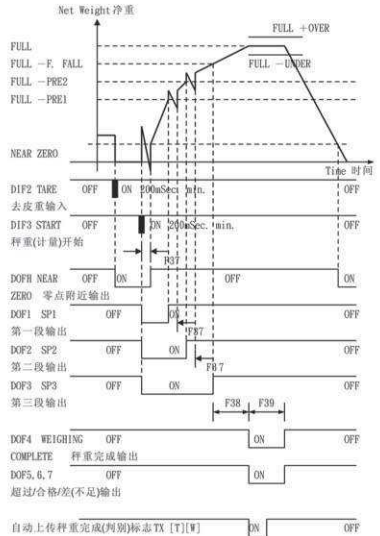 Net Weight 净重
FULL +OVER
FULL
FULL -F. FALL
FULL -UNDER
FULL -PRE2
FULL -PRE1
NEAR ZERO
Time 时间
DIF2 TARE OFF ON 200mSec. min. OFF
去皮重输入
DIF3 START OFF ON 200mSec. min. OFF
秤重(计量)开始
F37
DOF8 NEAR OFF ON OFF ON
ZERO 零点附近输出
DOF1 SP1 OFF ON OFF
第一段输出
F37
DOF2 SP2 OFF ON OFF
第二段输出
F37
DOF3 SP3 OFF ON OFF
第三段输出
F38 F39
DOF4 WEIGHING OFF ON OFF
COMPLETE 秤重完成输出
DOF5,6,7 OFF ON OFF
超过/合格/差(不足)输出
自动上传秤重完成(判别)标志TX [T][W] ON OFF